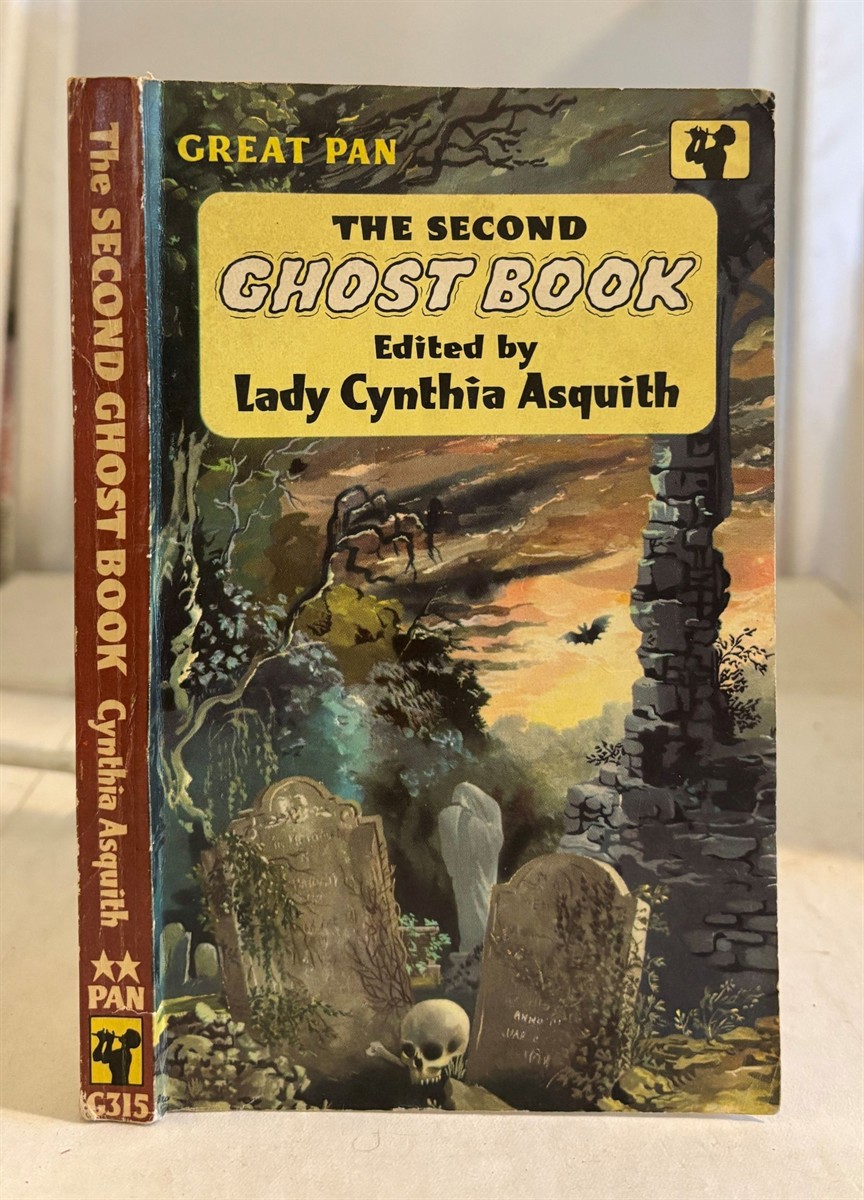 GREAT PAN
THE SECOND
GHOST BOOK
Edited by
Lady Cynthia Asquith
The SECOND GHOST BOOK Cynthia Asquith
PAN
G315
ANNO